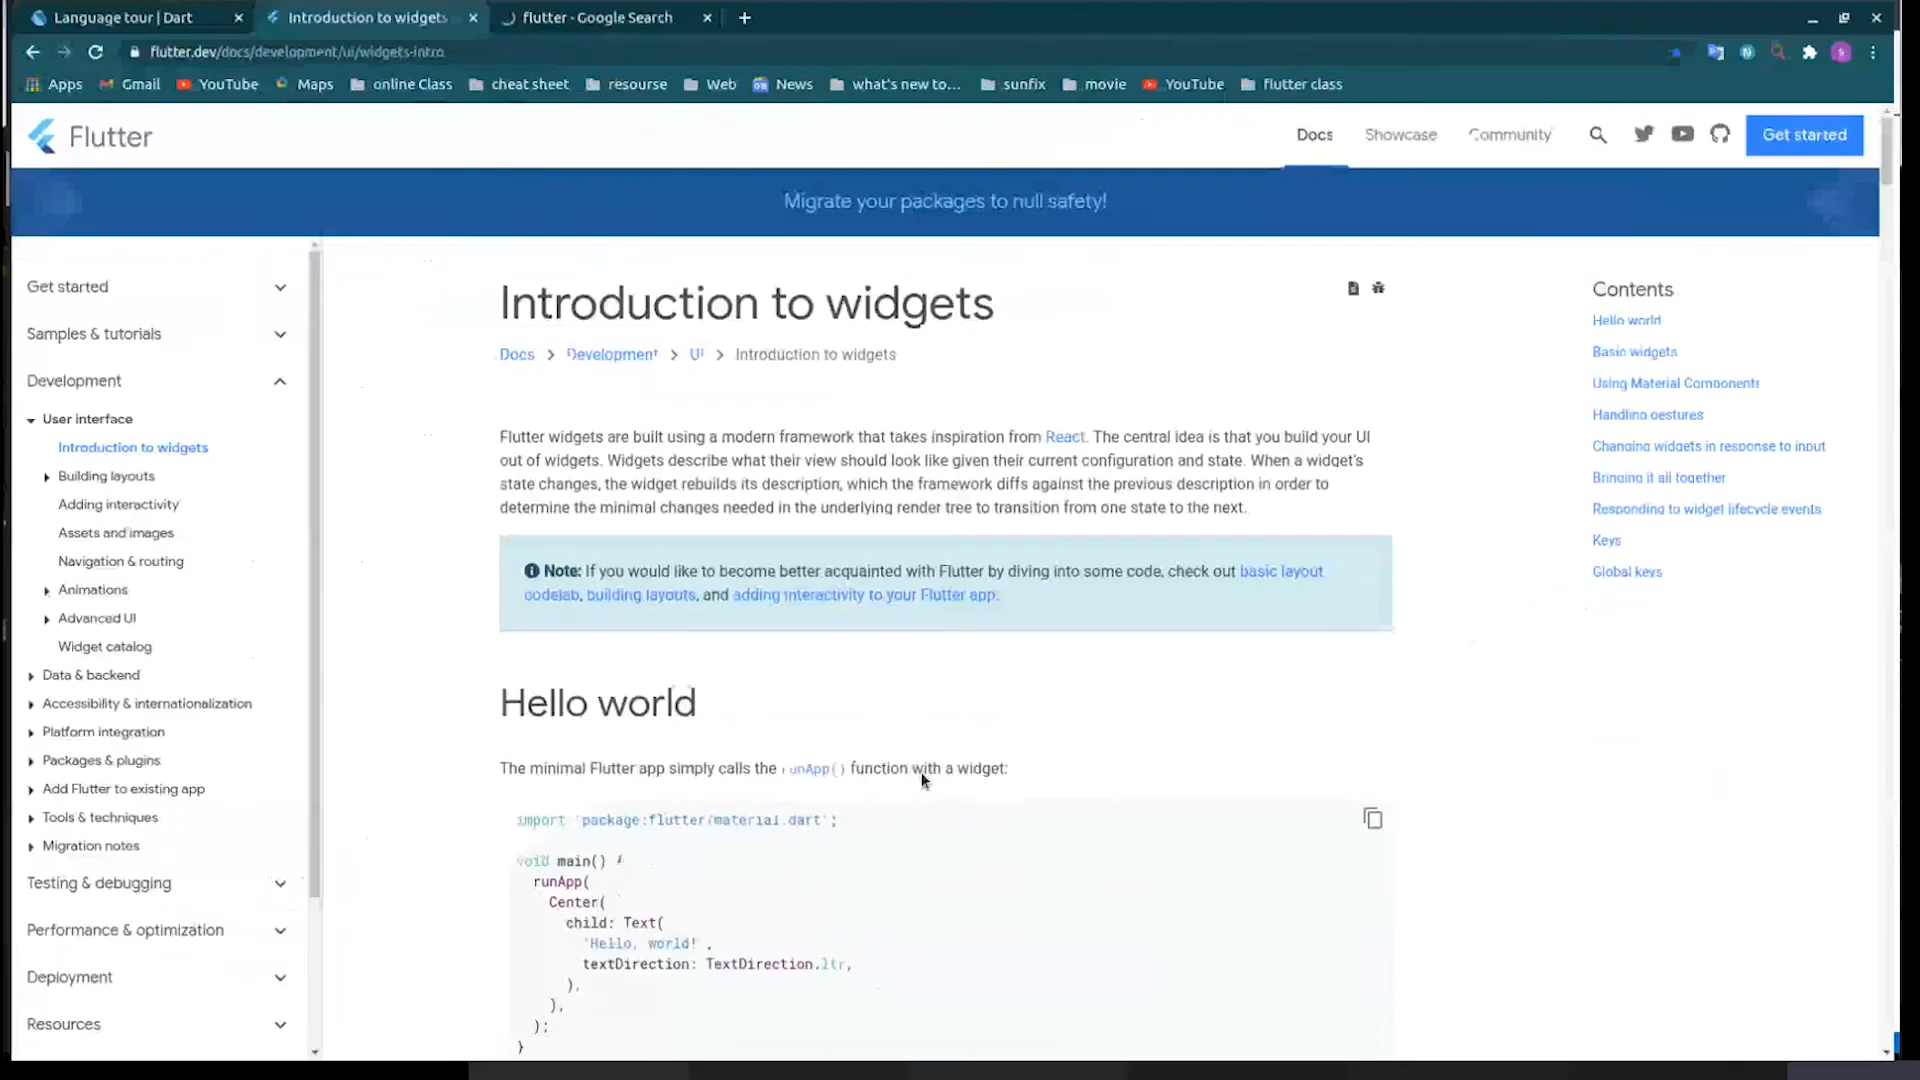 Language tour | Dart
Introduction to widgets
flutter - Google Search
flutter.dev/docs/development/ui/widgets-intro
Apps
Gmail
YouTube
Maps
online Class
cheat sheet
resourse
Web
News
what's new to...
sunfix
movie
YouTube
flutter class
Flutter
Docs
Showcase
Community
Get started
Migrate your packages to null safety!
Get started
Samples & tutorials
Development
User interface
Introduction to widgets
Building layouts
Adding interactivity
Assets and images
Navigation & routing
Animations
Advanced UI
Widget catalog
Data & backend
Accessibility & internationalization
Platform integration
Packages & plugins
Add Flutter to existing app
Tools & techniques
Migration notes
Testing & debugging
Performance & optimization
Deployment
Resources
Introduction to widgets
Docs > Development > UI > Introduction to widgets
Flutter widgets are built using a modern framework that takes inspiration from React. The central idea is that you build your UI
out of widgets. Widgets describe what their view should look like given their current configuration and state. When a widget's
state changes, the widget rebuilds its description, which the framework diffs against the previous description in order to
determine the minimal changes needed in the underlying render tree to transition from one state to the next.
Note: If you would like to become better acquainted with Flutter by diving into some code, check out basic layout
codelab, building layouts, and adding interactivity to your Flutter app.
Hello world
The minimal Flutter app simply calls the runApp() function with a widget:
import 'package:flutter/material.dart';
void main() {
runApp(
Center(
child: Text(
'Hello, world!',
textDirection: TextDirection.ltr,
),
),
);
}
Contents
Hello world
Basic widgets
Using Material Components
Handling gestures
Changing widgets in response to input
Bringing it all together
Responding to widget lifecycle events
Keys
Global keys